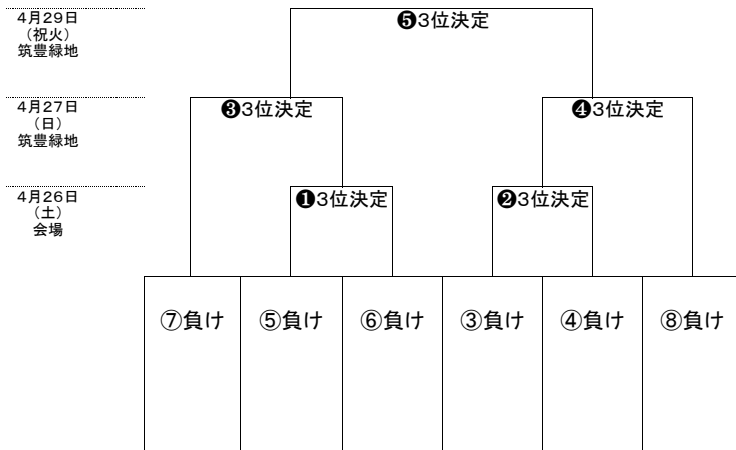 4月29日
（祝火）
筑豊緑地
❺3位決定
4月27日
（日）
筑豊緑地
❸3位決定
❹3位決定
4月26日
（土）
会場
❶3位決定
❷3位決定
⑦負け
⑤負け
⑥負け
③負け
④負け
⑧負け